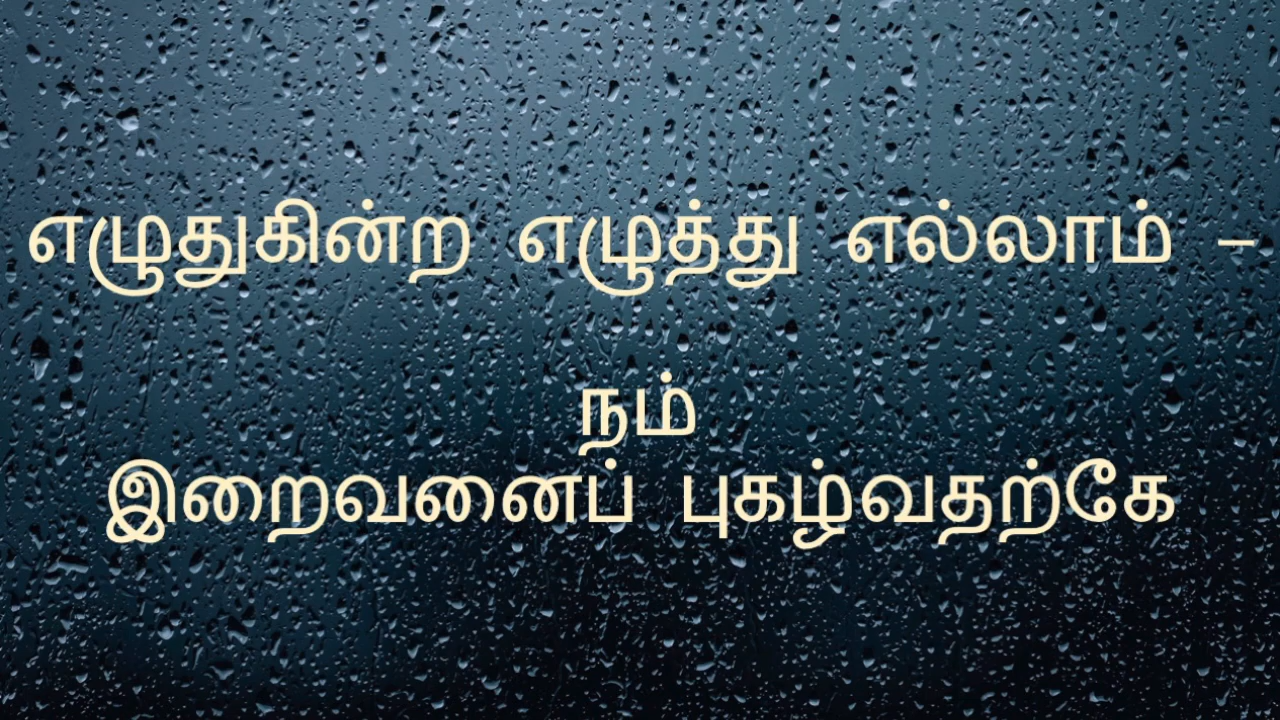 எழுதுகின்ற எழுத்து எல்லாம் –
நம்
இறைவனைப் புகழ்வதற்கே